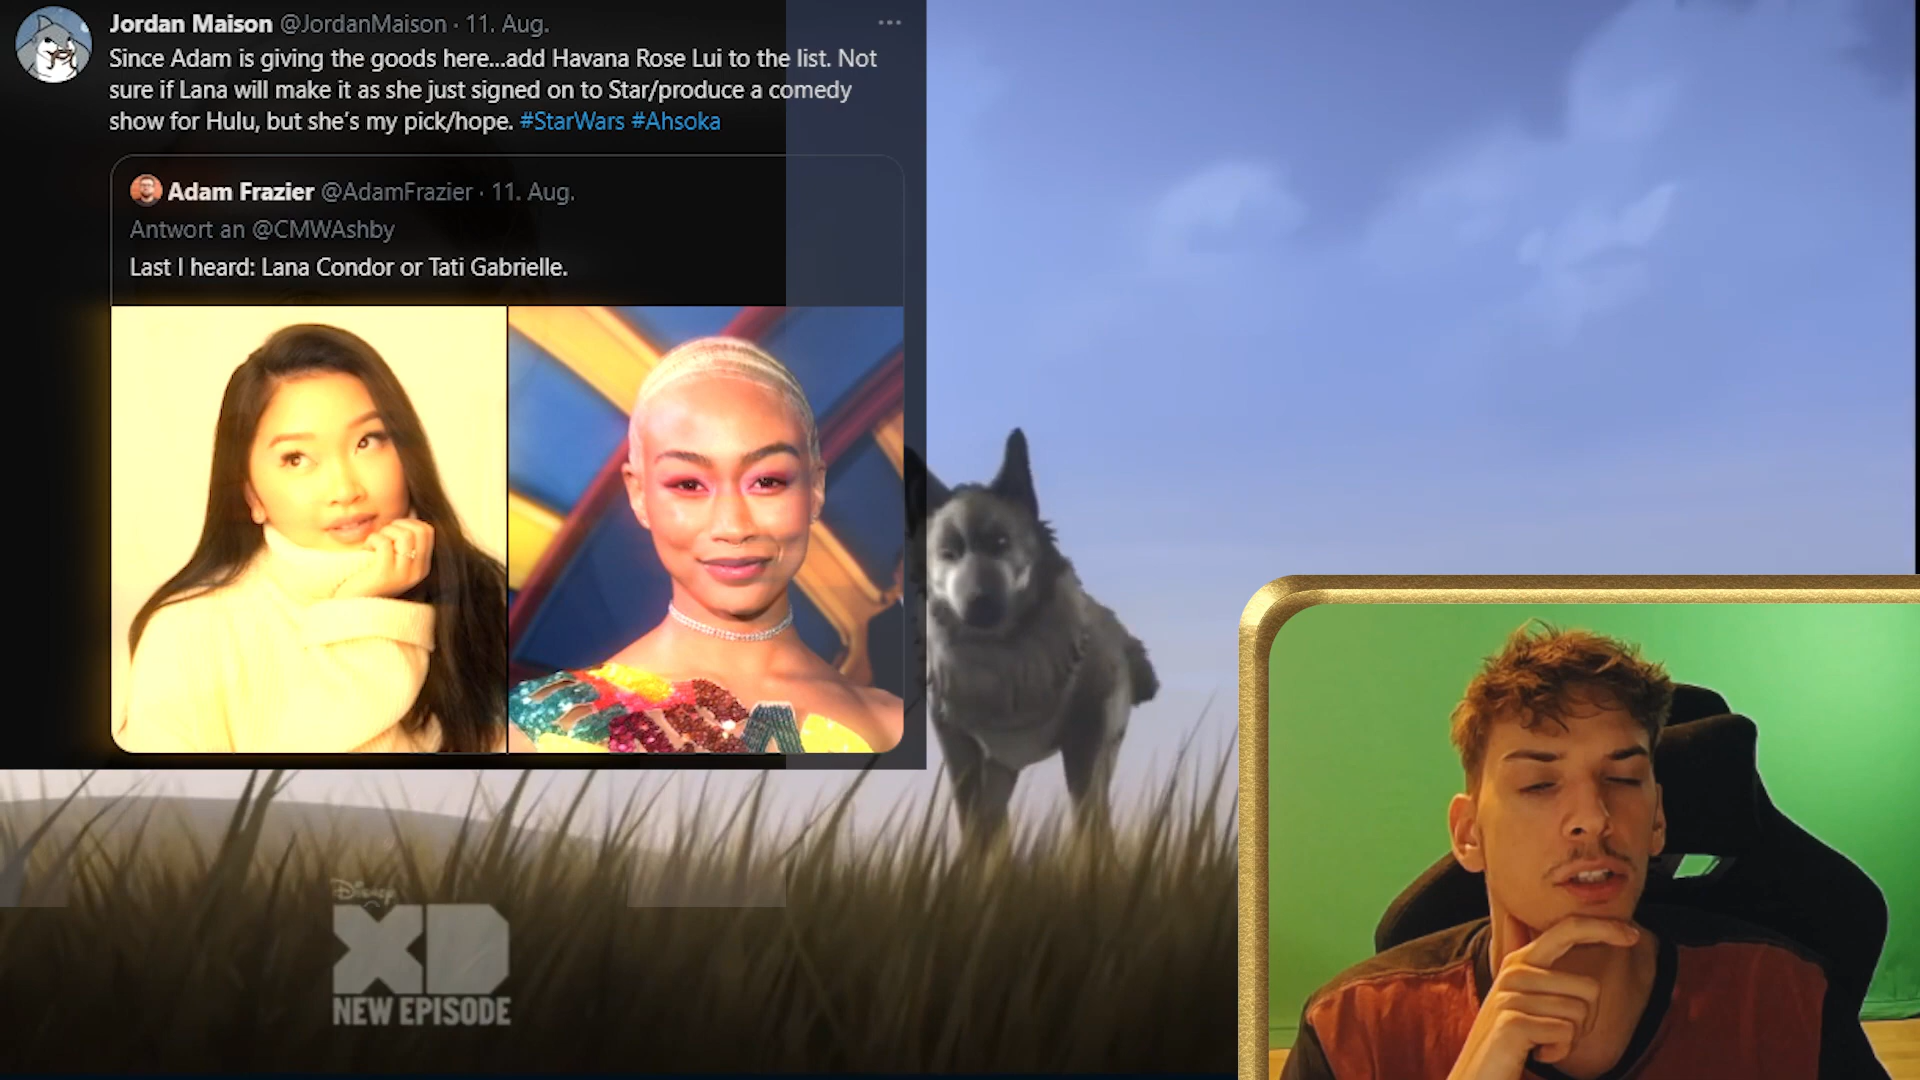 Jordan Maison @JordanMaison · 11. Aug.
Since Adam is giving the goods here...add Havana Rose Lui to the list. Not
sure if Lana will make it as she just signed on to Star/produce a comedy
show for Hulu, but she's my pick/hope. #StarWars #Ahsoka
Adam Frazier @AdamFrazier · 11. Aug.
Antwort an @CMWAshby
Last I heard: Lana Condor or Tati Gabrielle.
Disney
XD
NEW EPISODE